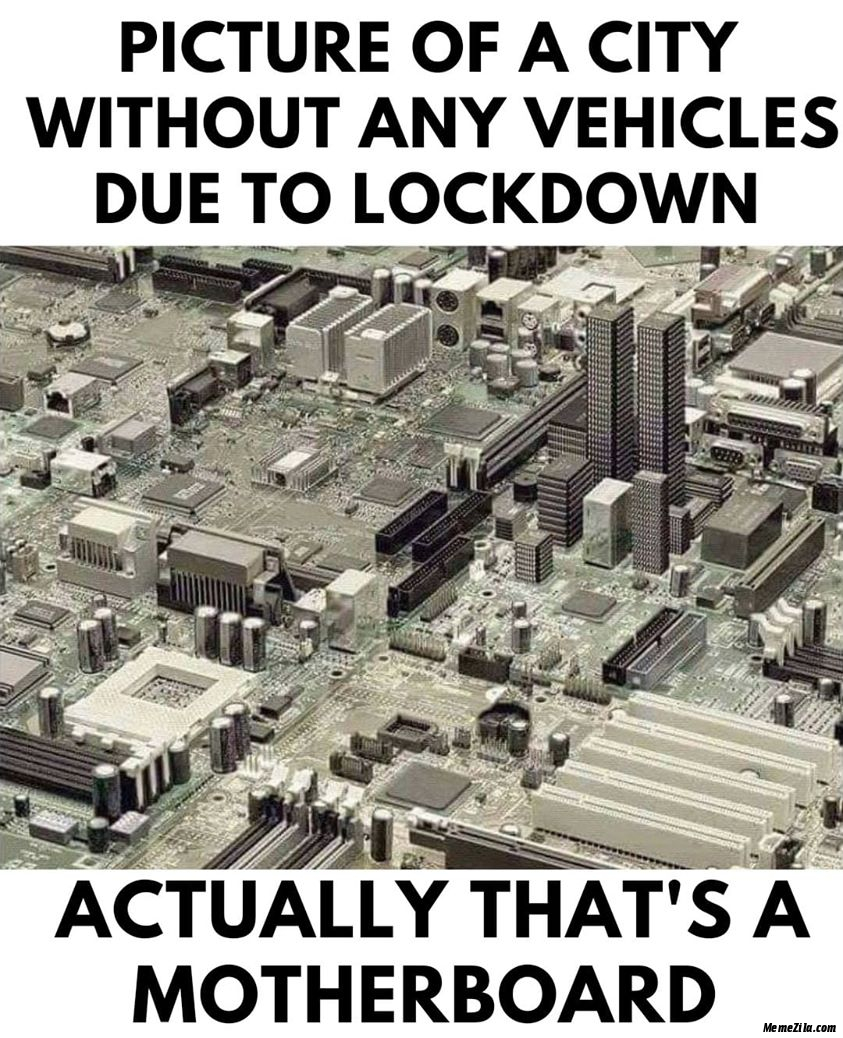 PICTURE OF A CITY
WITHOUT ANY VEHICLES
DUE TO LOCKDOWN
ACTUALLY THAT'S A
MOTHERBOARD
MemeZila.com